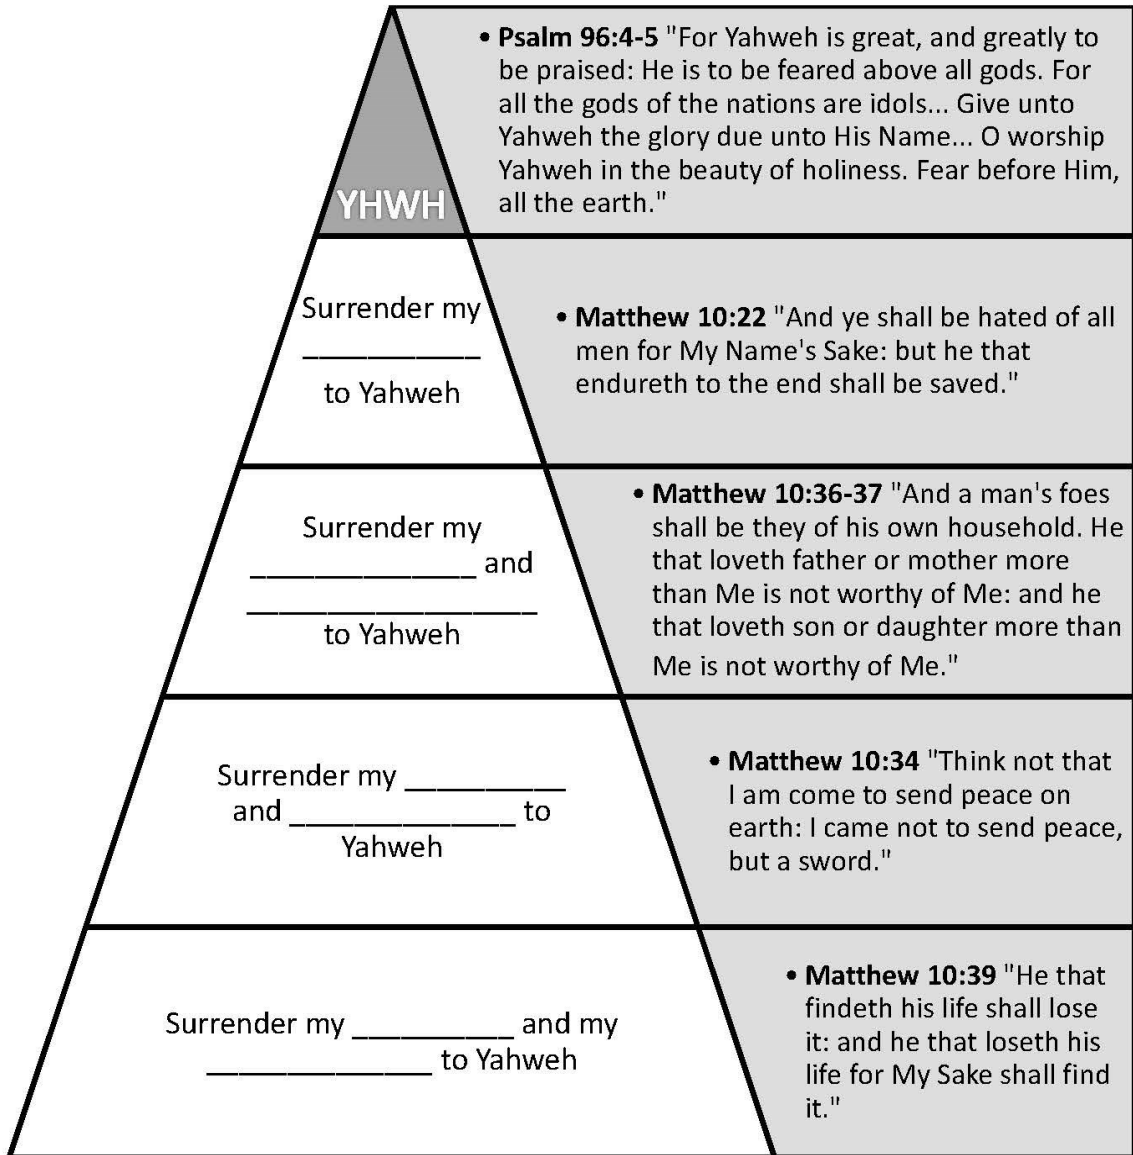 • Psalm 96:4-5 "For Yahweh is great, and greatly to
be praised: He is to be feared above all gods. For
all the gods of the nations are idols... Give unto
Yahweh the glory due unto His Name... O worship
Yahweh in the beauty of holiness. Fear before Him,
all the earth."
YHWH
Surrender my
___________
to Yahweh
• Matthew 10:22 "And ye shall be hated of all
men for My Name's Sake: but he that
endureth to the end shall be saved."
Surrender my
______________ and
__________________
to Yahweh
• Matthew 10:36-37 "And a man's foes
shall be they of his own household. He
that loveth father or mother more
than Me is not worthy of Me: and he
that loveth son or daughter more than
Me is not worthy of Me."
Surrender my __________
and ______________ to
Yahweh
• Matthew 10:34 "Think not that
I am come to send peace on
earth: I came not to send peace,
but a sword."
Surrender my __________ and my
______________ to Yahweh
• Matthew 10:39 "He that
findeth his life shall lose
it: and he that loseth his
life for My Sake shall find
it."